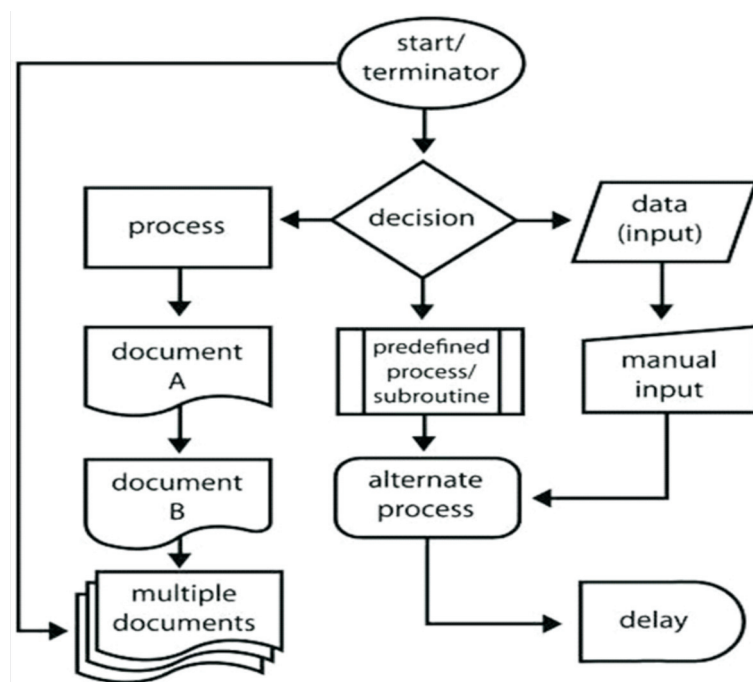 start/
terminator
process
decision
data
(input)
document
A
predefined
process/
subroutine
manual
input
document
B
alternate
process
multiple
documents
delay